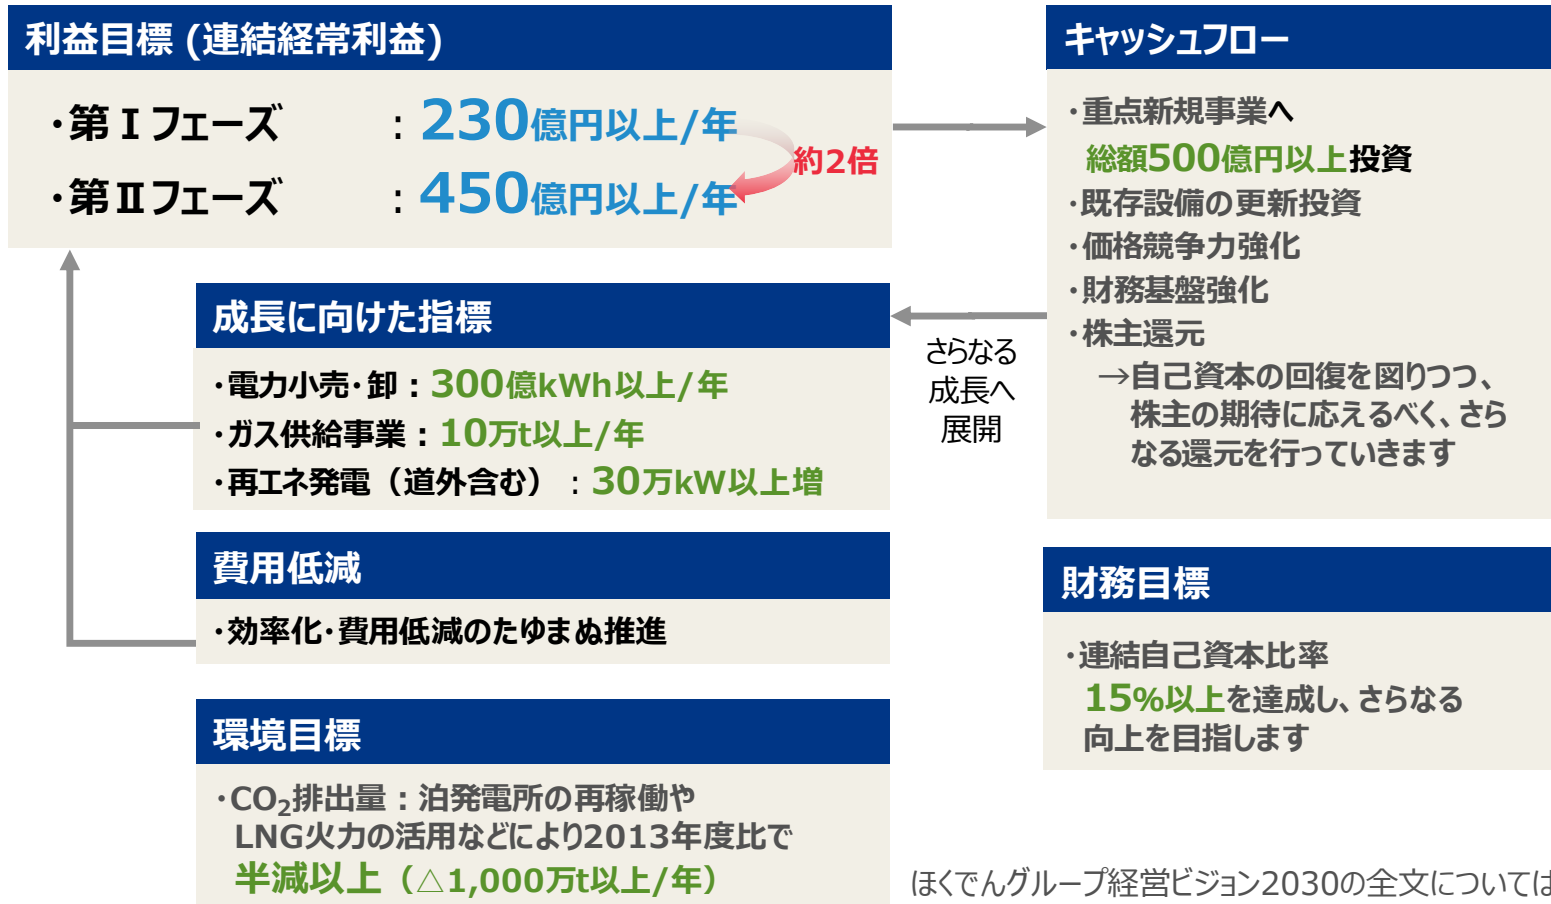 利益目標 (連結経常利益)
・第Ⅰフェーズ ：230億円以上/年
約2倍
・第Ⅱフェーズ ：450億円以上/年
成長に向けた指標
・電力小売・卸：300億kWh以上/年
・ガス供給事業：10万t以上/年
・再エネ発電（道外含む）：30万kW以上増
費用低減
・効率化・費用低減のたゆまぬ推進
環境目標
・CO₂排出量：泊発電所の再稼働や
LNG火力の活用などにより2013年度比で
半減以上（△1,000万t以上/年）
キャッシュフロー
・重点新規事業へ
総額500億円以上投資
・既存設備の更新投資
・価格競争力強化
・財務基盤強化
・株主還元
→自己資本の回復を図りつつ、
株主の期待に応えるべく、さら
なる還元を行っていきます
さらなる
成長へ
展開
財務目標
・連結自己資本比率
15%以上を達成し、さらなる
向上を目指します
ほくでんグループ経営ビジョン2030の全文については